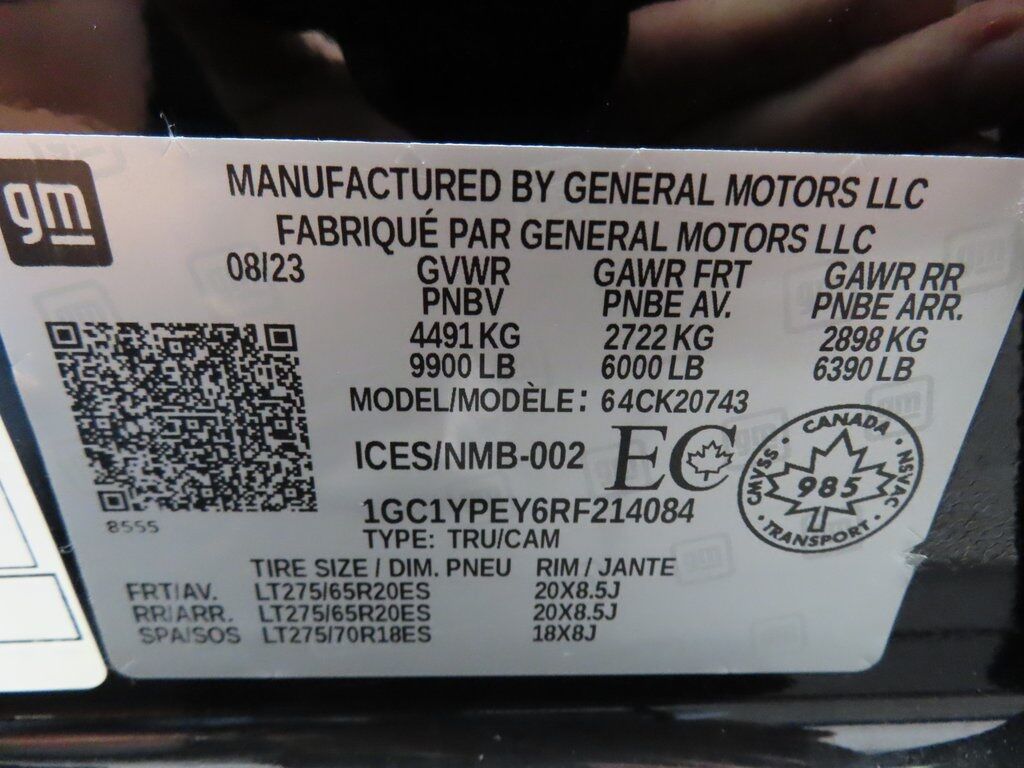 gm
MANUFACTURED BY GENERAL MOTORS LLC
FABRIQUÉ PAR GENERAL MOTORS LLC
08/23 GVWR GAWR FRT GAWR RR
PNBV PNBE AV. PNBE ARR.
4491 KG 2722 KG 2898 KG
9900 LB 6000 LB 6390 LB
MODEL/MODÈLE: 64CK20743
ICES/NMB-002 EC
CANADA
CMVSS 985 NSVAC
TRANSPORT
8555
1GC1YPEY6RF214084
TYPE: TRU/CAM
TIRE SIZE / DIM. PNEU RIM / JANTE
FRT/AV. LT275/65R20ES 20X8.5J
RR/ARR. LT275/65R20ES 20X8.5J
SPA/SOS LT275/70R18ES 18X8J